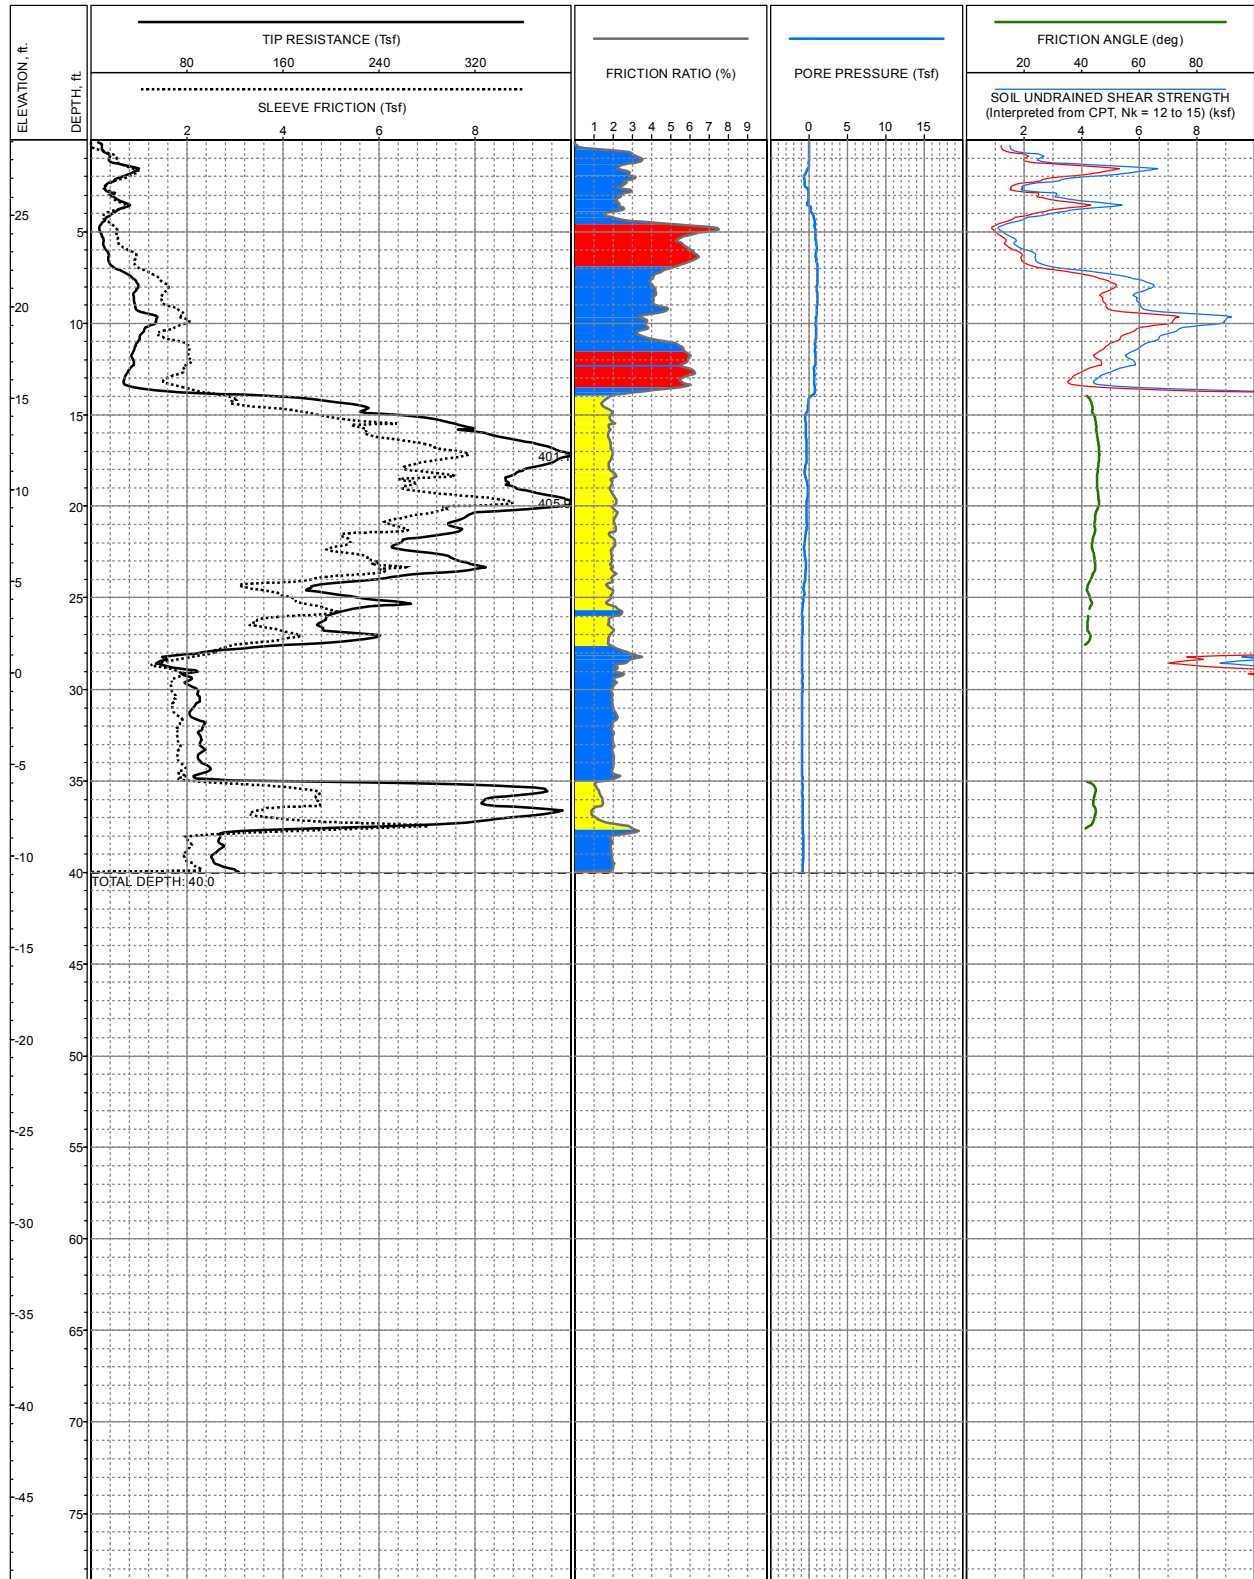 ELEVATION, ft.
DEPTH, ft.
TIP RESISTANCE (Tsf)
80 160 240 320
SLEEVE FRICTION (Tsf)
2 4 6 8
FRICTION RATIO (%)
1 2 3 4 5 6 7 8 9
PORE PRESSURE (Tsf)
0 5 10 15
FRICTION ANGLE (deg)
20 40 60 80
SOIL UNDRAINED SHEAR STRENGTH
(Interpreted from CPT, Nk = 12 to 15) (ksf)
2 4 6 8
25
20
15
10
5
0
-5
-10
-15
-20
-25
-30
-35
-40
-45
5
10
15
20
25
30
35
40
45
50
55
60
65
70
75
TOTAL DEPTH: 40.0